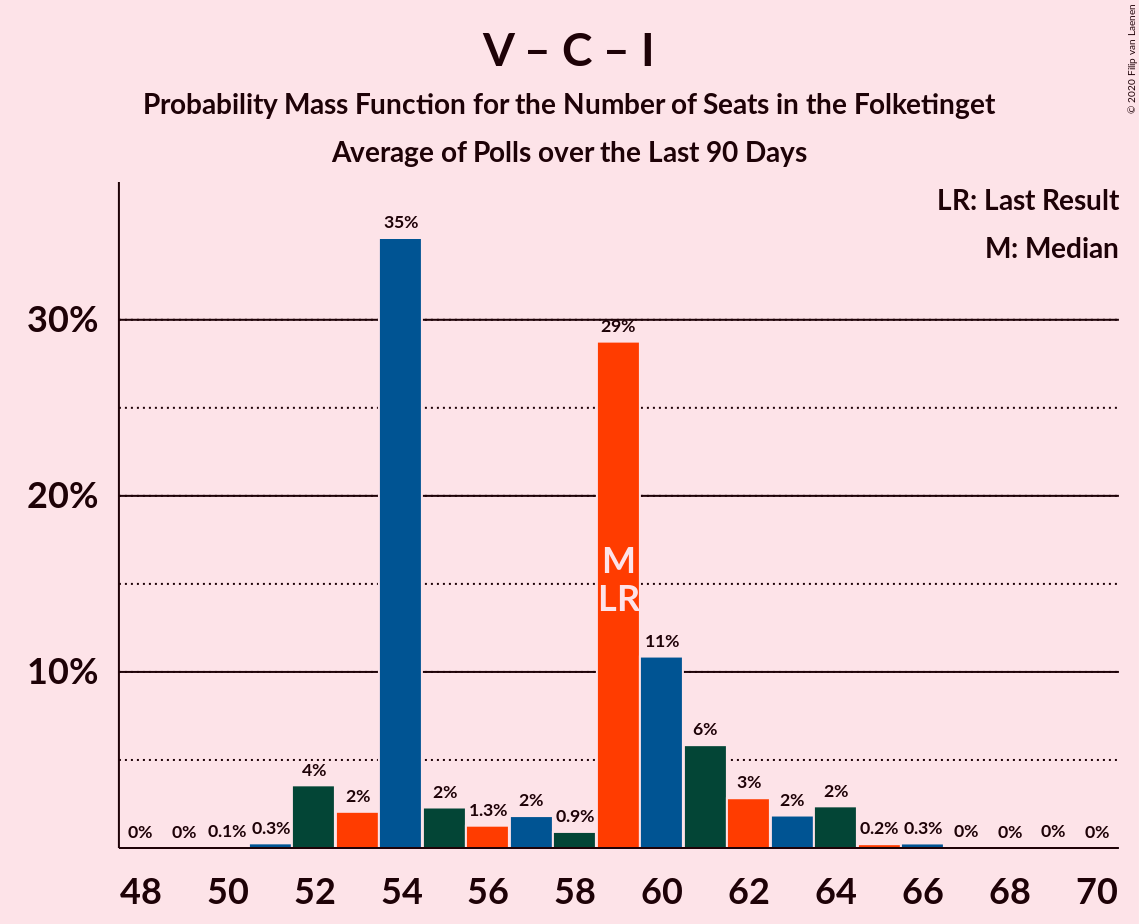 V – C – I
Probability Mass Function for the Number of Seats in the Folketinget
Average of Polls over the Last 90 Days
© 2020 Filip van Laenen
LR: Last Result
M: Median
30%
20%
10%
0%
0%
0.1%
0.3%
4%
2%
35%
2%
1.3%
2%
0.9%
29%
11%
6%
3%
2%
2%
0.2%
0.3%
0%
0%
0%
0%
M
LR
48 50 52 54 56 58 60 62 64 66 68 70